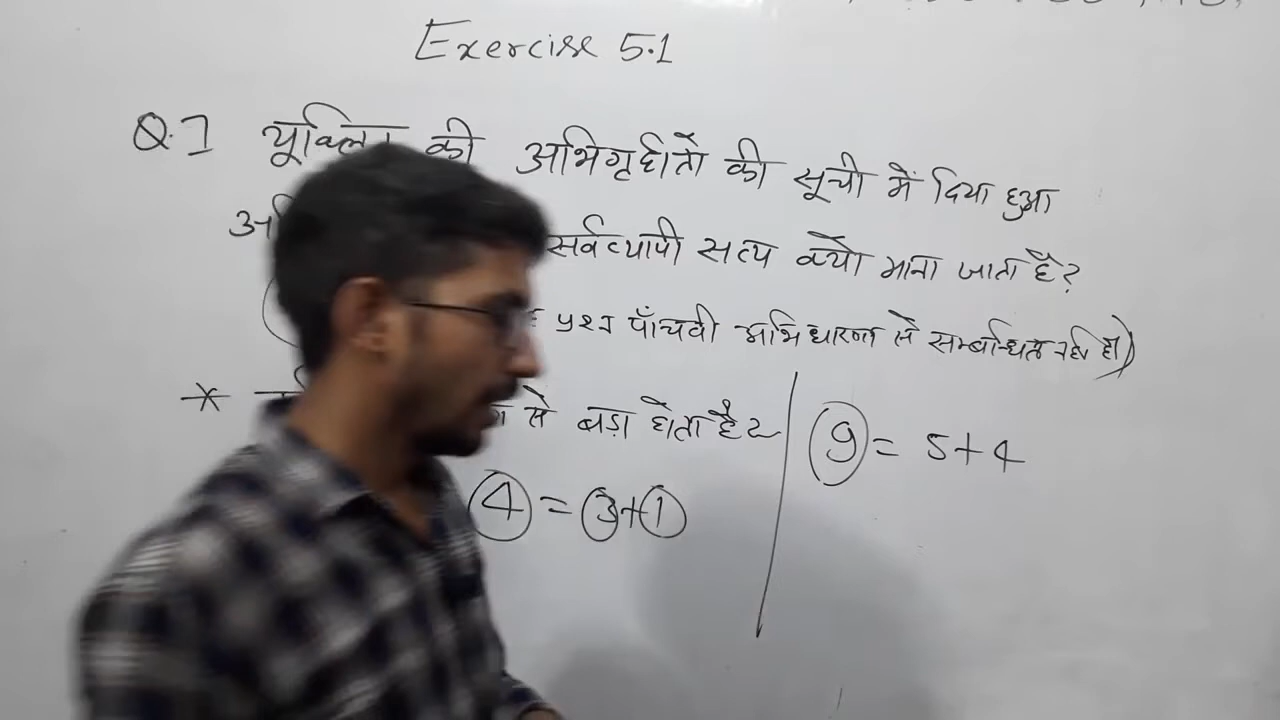 Exercise 5.1
Q.1 की अभिगृहीतों की सूची में दिया हुआ
सर्वव्यापी सत्य क्यों माना जाता है?
प्रश्न पाँचवी अभिधारणा से सम्बन्धित नहीं है)
* से बड़ा होता है
4 = 3+1
9 = 5+4